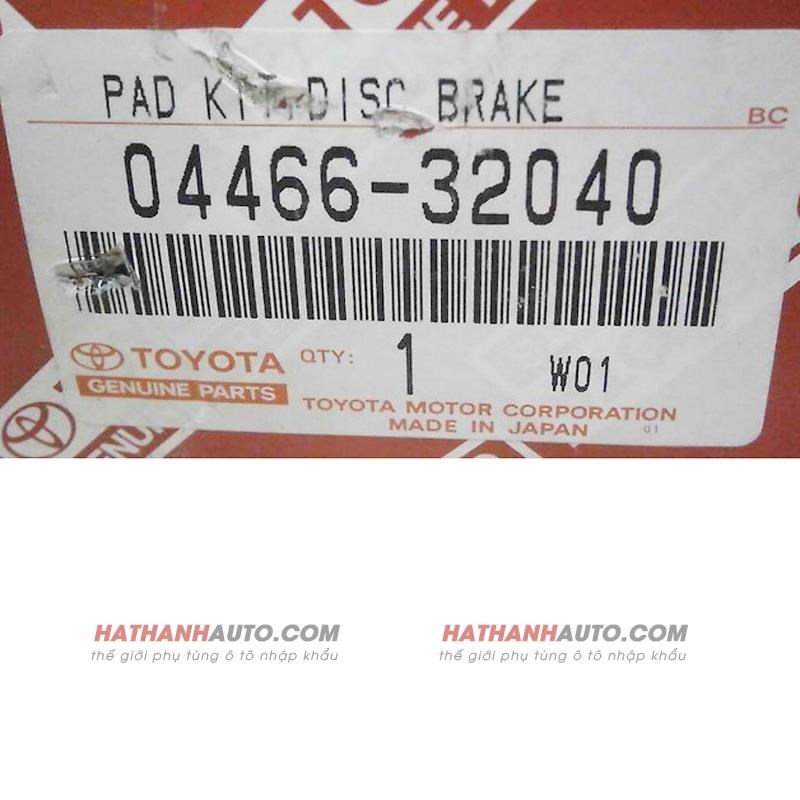 PAD KIT, DISC BRAKE
BC
04466-32040
TOYOTA
GENUINE PARTS
QTY: 1 W01
TOYOTA MOTOR CORPORATION
MADE IN JAPAN 01
HATHANHAUTO.COM HATHANHAUTO.COM
thế giới phụ tùng ô tô nhập khẩu thế giới phụ tùng ô tô nhập khẩu